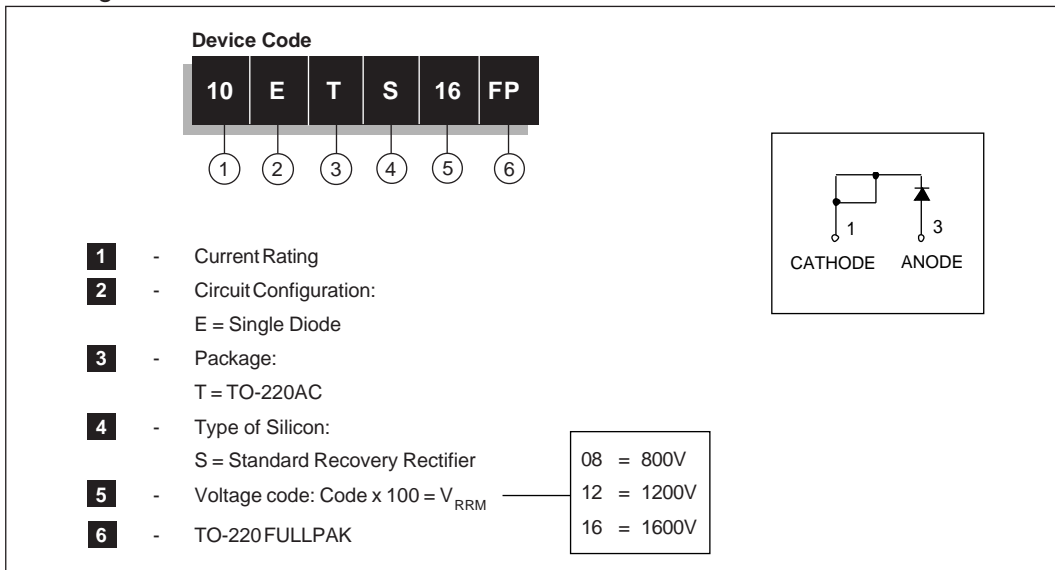 Device Code
10 E T S 16 FP
1 2 3 4 5 6
1 - Current Rating
2 - Circuit Configuration:
E = Single Diode
3 - Package:
T = TO-220AC
4 - Type of Silicon:
S = Standard Recovery Rectifier
5 - Voltage code: Code x 100 = VRRM
6 - TO-220 FULLPAK
08 = 800V
12 = 1200V
16 = 1600V
1 3
CATHODE ANODE